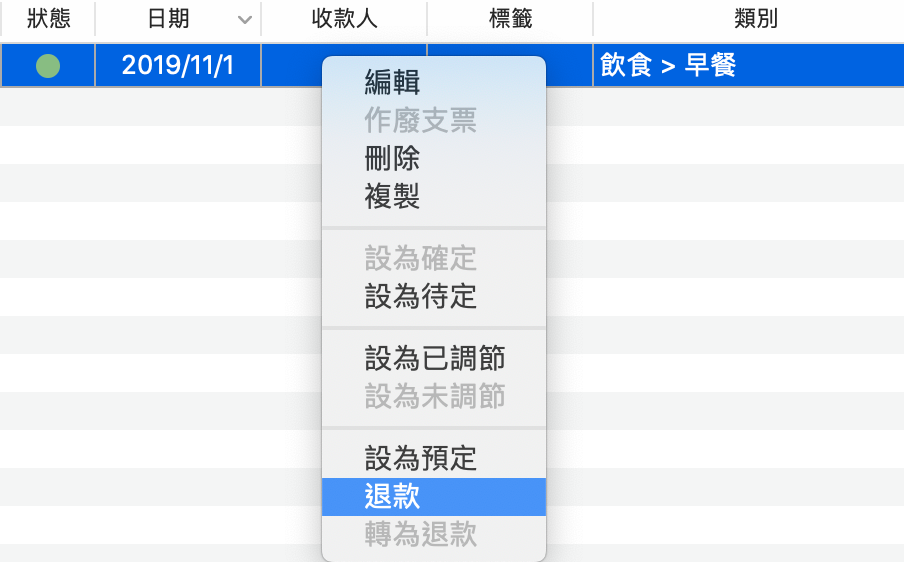 狀態 日期 收款人 標籤 類別
2019/11/1 飲食 > 早餐
編輯
作廢支票
刪除
複製
設為確定
設為待定
設為已調節
設為未調節
設為預定
退款
轉為退款